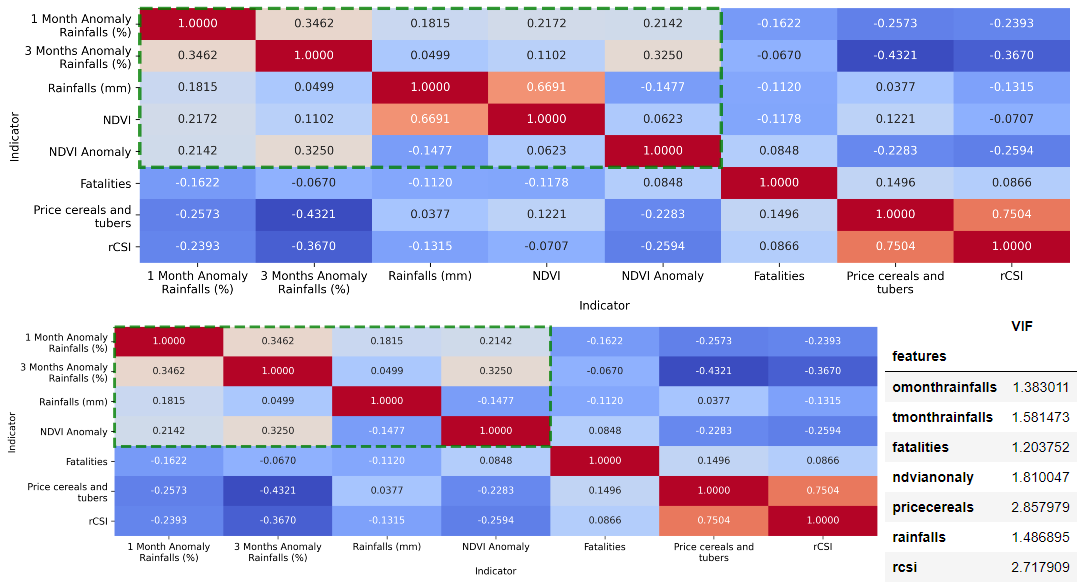 1 Month Anomaly
Rainfalls (%)
1.0000 0.3462 0.1815 0.2172 0.2142 -0.1622 -0.2573 -0.2393
3 Months Anomaly
Rainfalls (%)
0.3462 1.0000 0.0499 0.1102 0.3250 -0.0670 -0.4321 -0.3670
Rainfalls (mm) 0.1815 0.0499 1.0000 0.6691 -0.1477 -0.1120 0.0377 -0.1315
NDVI 0.2172 0.1102 0.6691 1.0000 0.0623 -0.1178 0.1221 -0.0707
NDVI Anomaly 0.2142 0.3250 -0.1477 0.0623 1.0000 0.0848 -0.2283 -0.2594
Fatalities -0.1622 -0.0670 -0.1120 -0.1178 0.0848 1.0000 0.1496 0.0866
Price cereals and
tubers
-0.2573 -0.4321 0.0377 0.1221 -0.2283 0.1496 1.0000 0.7504
rCSI -0.2393 -0.3670 -0.1315 -0.0707 -0.2594 0.0866 0.7504 1.0000
Indicator
1 Month Anomaly
Rainfalls (%)
3 Months Anomaly
Rainfalls (%)
Rainfalls (mm)
NDVI
NDVI Anomaly
Fatalities
Price cereals and
tubers
rCSI
Indicator
1 Month Anomaly
Rainfalls (%)
1.0000 0.3462 0.1815 0.2142 -0.1622 -0.2573 -0.2393
3 Months Anomaly
Rainfalls (%)
0.3462 1.0000 0.0499 0.3250 -0.0670 -0.4321 -0.3670
Rainfalls (mm) 0.1815 0.0499 1.0000 -0.1477 -0.1120 0.0377 -0.1315
NDVI Anomaly 0.2142 0.3250 -0.1477 1.0000 0.0848 -0.2283 -0.2594
Fatalities -0.1622 -0.0670 -0.1120 0.0848 1.0000 0.1496 0.0866
Price cereals and
tubers
-0.2573 -0.4321 0.0377 -0.2283 0.1496 1.0000 0.7504
rCSI -0.2393 -0.3670 -0.1315 -0.2594 0.0866 0.7504 1.0000
Indicator
1 Month Anomaly
Rainfalls (%)
3 Months Anomaly
Rainfalls (%)
Rainfalls (mm)
NDVI Anomaly
Fatalities
Price cereals and
tubers
rCSI
Indicator
VIF
features
omonthrainfalls 1.383011
tmonthrainfalls 1.581473
fatalities 1.203752
ndvianonaly 1.810047
pricecereals 2.857979
rainfalls 1.486895
rcsi 2.717909